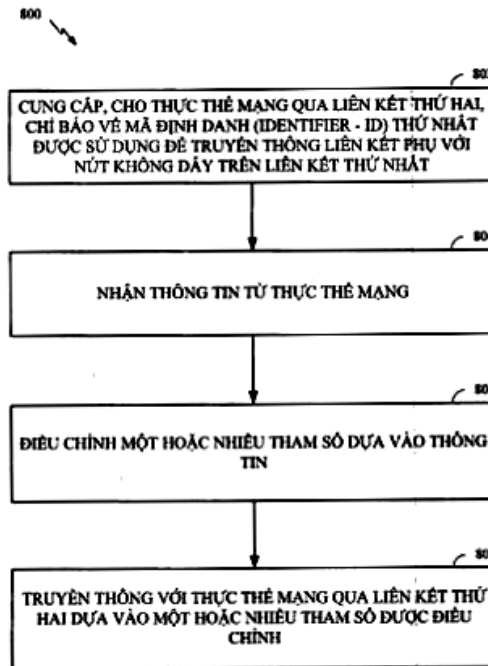 800
CUNG CẤP, CHO THỰC THỂ MẠNG QUA LIÊN KẾT THỨ HAI,
CHỈ BÁO VỀ MÃ ĐỊNH DANH (IDENTIFIER - ID) THỨ NHẤT
ĐƯỢC SỬ DỤNG ĐỂ TRUYỀN THÔNG LIÊN KẾT PHỤ VỚI
NÚT KHÔNG DÂY TRÊN LIÊN KẾT THỨ NHẤT
NHẬN THÔNG TIN TỪ THỰC THỂ MẠNG
ĐIỀU CHỈNH MỘT HOẶC NHIỀU THAM SỐ DỰA VÀO THÔNG
TIN
TRUYỀN THÔNG VỚI THỰC THỂ MẠNG QUA LIÊN KẾT THỨ
HAI DỰA VÀO MỘT HOẶC NHIỀU THAM SỐ ĐƯỢC ĐIỀU
CHỈNH